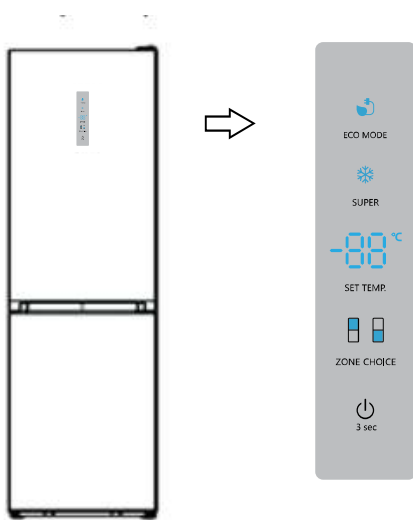 ECO MODE
SUPER
-88 °C
SET TEMP.
ZONE CHOICE
3 sec